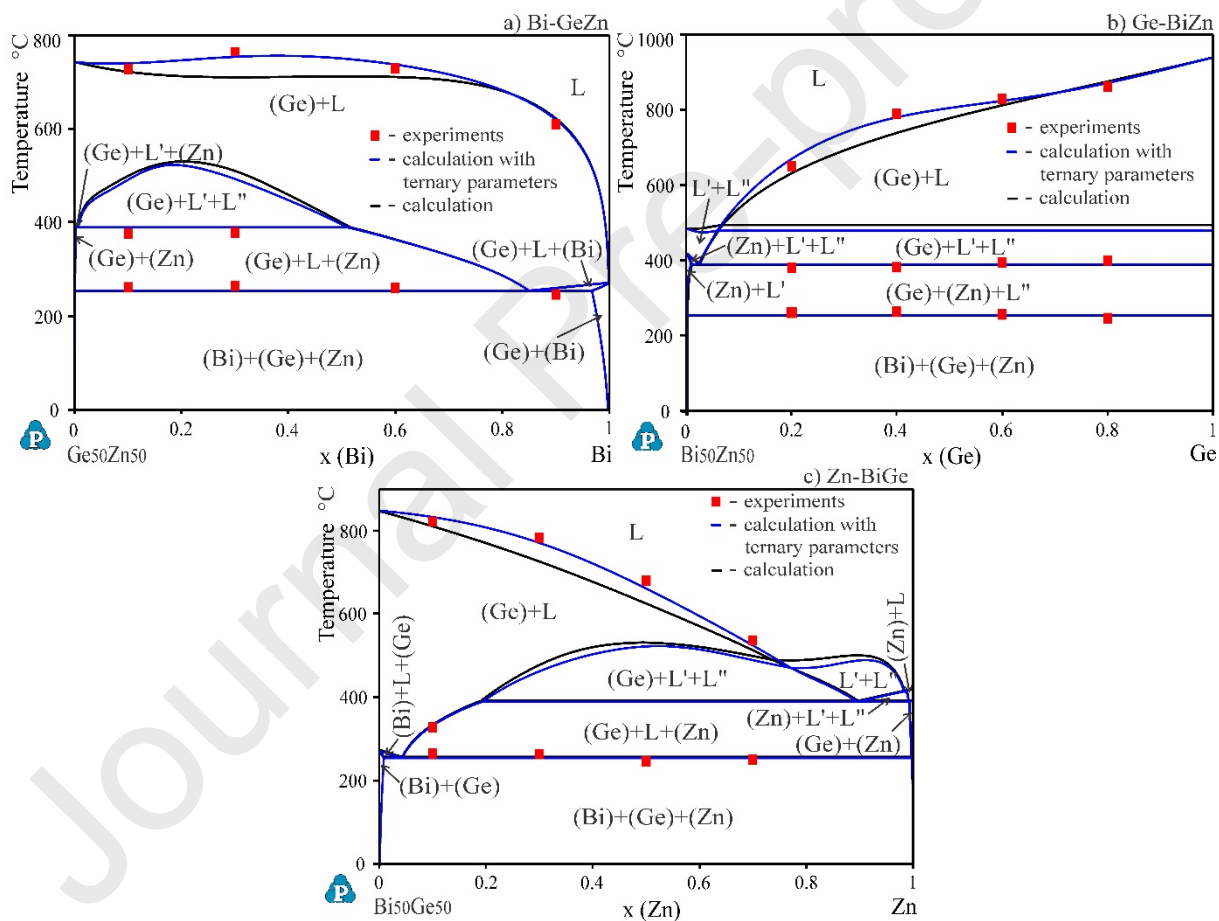 a) Bi-GeZn
800
600
400
200
0
Temperature °C
L
(Ge)+L
- experiments
- calculation with
ternary parameters
- calculation
(Ge)+L'+(Zn)
(Ge)+L'+L"
(Ge)+(Zn)
(Ge)+L+(Zn)
(Ge)+L+(Bi)
(Ge)+(Bi)
(Bi)+(Ge)+(Zn)
0 0.2 0.4 0.6 0.8 1
P
Ge50Zn50 x (Bi) Bi
b) Ge-BiZn
1000
800
600
400
200
0
Temperature °C
L
- experiments
- calculation with
ternary parameters
- calculation
(Ge)+L
L'+L"
(Zn)+L'+L"
(Ge)+L'+L"
(Zn)+L'
(Ge)+(Zn)+L"
(Bi)+(Ge)+(Zn)
0 0.2 0.4 0.6 0.8 1
P
Bi50Zn50 x (Ge) Ge
c) Zn-BiGe
800
600
400
200
0
Temperature °C
L
- experiments
- calculation with
ternary parameters
- calculation
(Ge)+L
(Zn)+L
(Bi)+L+(Ge)
(Ge)+L'+L"
L'+L"
(Zn)+L'+L"
(Ge)+L+(Zn)
(Ge)+(Zn)
(Bi)+(Ge)
(Bi)+(Ge)+(Zn)
0 0.2 0.4 0.6 0.8 1
P
Bi50Ge50 x (Zn) Zn
Journal Pre-pro